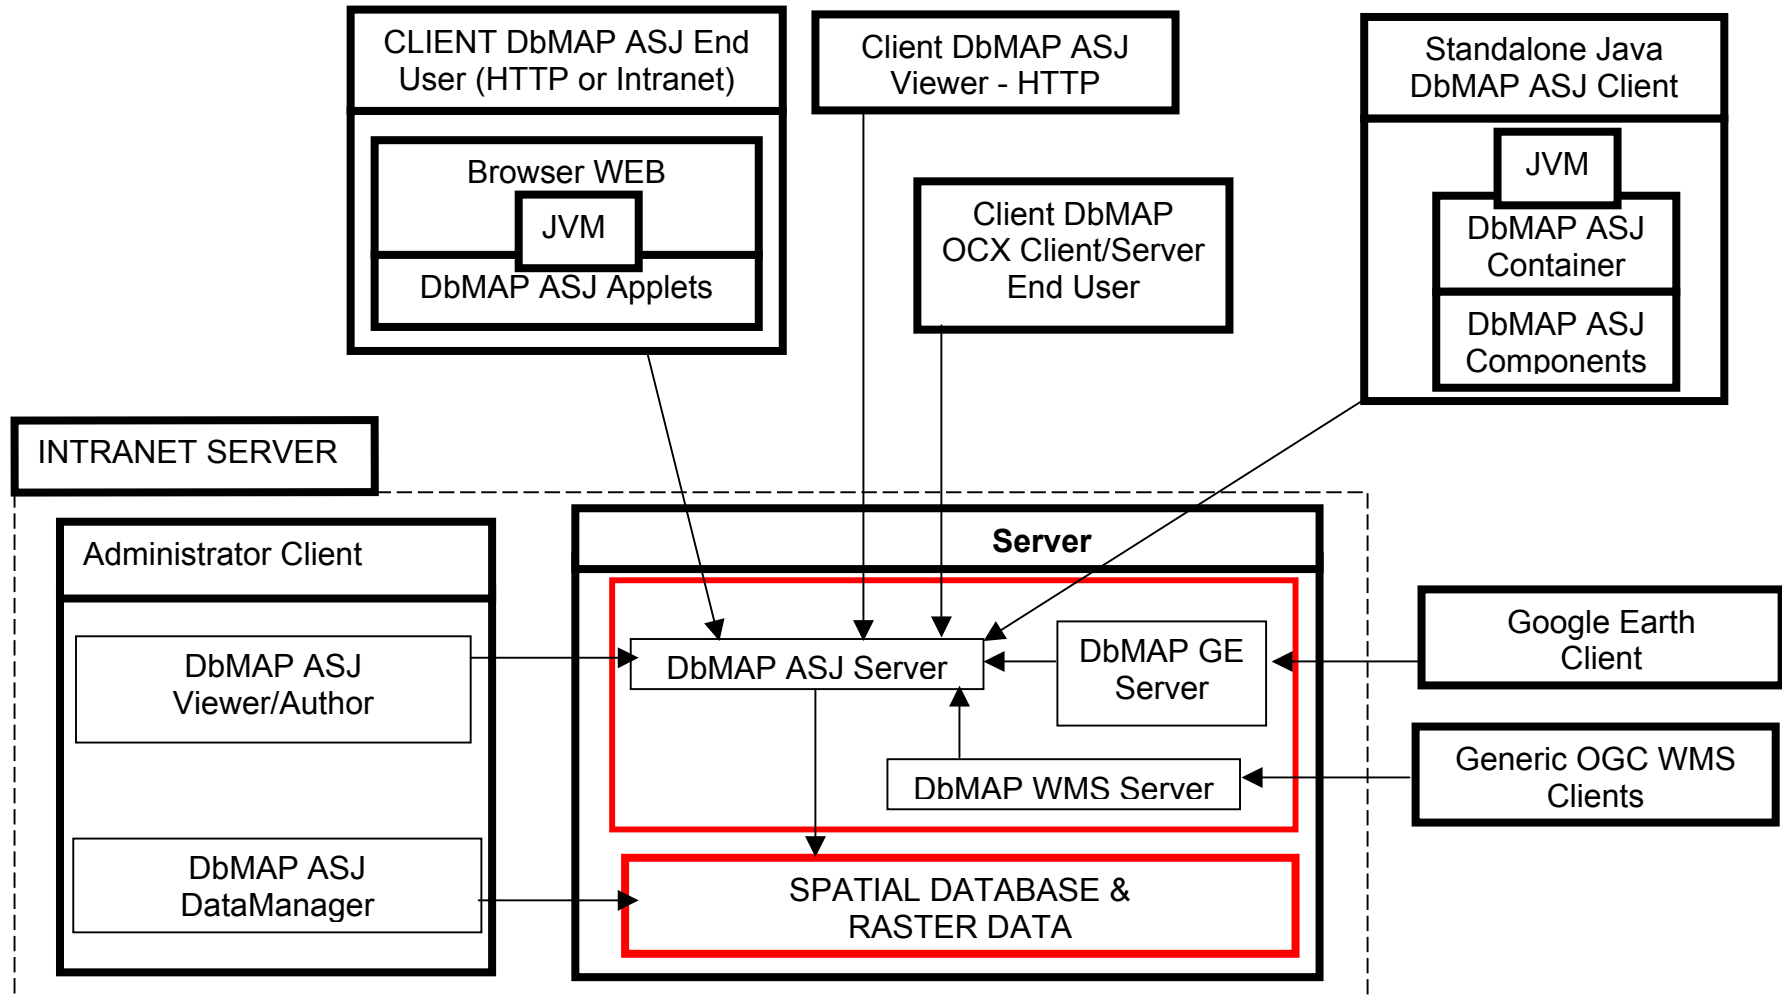 CLIENT DbMAP ASJ End
User (HTTP or Intranet)
Browser WEB
JVM
DbMAP ASJ Applets
Client DbMAP ASJ
Viewer - HTTP
Client DbMAP
OCX Client/Server
End User
Standalone Java
DbMAP ASJ Client
JVM
DbMAP ASJ
Container
DbMAP ASJ
Components
INTRANET SERVER
Administrator Client
DbMAP ASJ
Viewer/Author
DbMAP ASJ
DataManager
Server
DbMAP ASJ Server
DbMAP GE
Server
DbMAP WMS Server
SPATIAL DATABASE &
RASTER DATA
Google Earth
Client
Generic OGC WMS
Clients